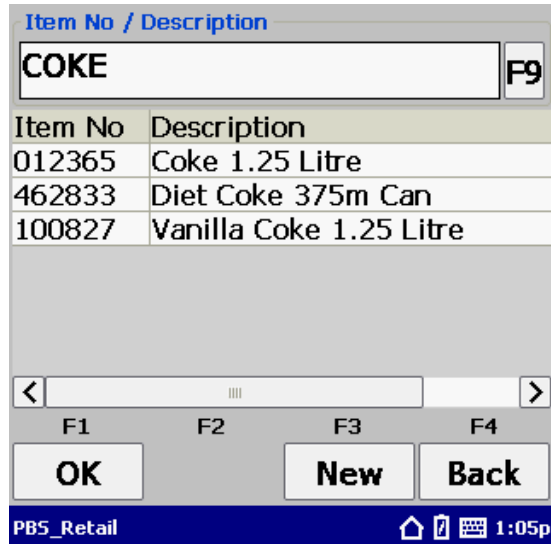 Item No / Description
COKE F9
Item No Description
012365 Coke 1.25 Litre
462833 Diet Coke 375m Can
100827 Vanilla Coke 1.25 Litre
F1 F2 F3 F4
OK New Back
PBS_Retail 1:05p